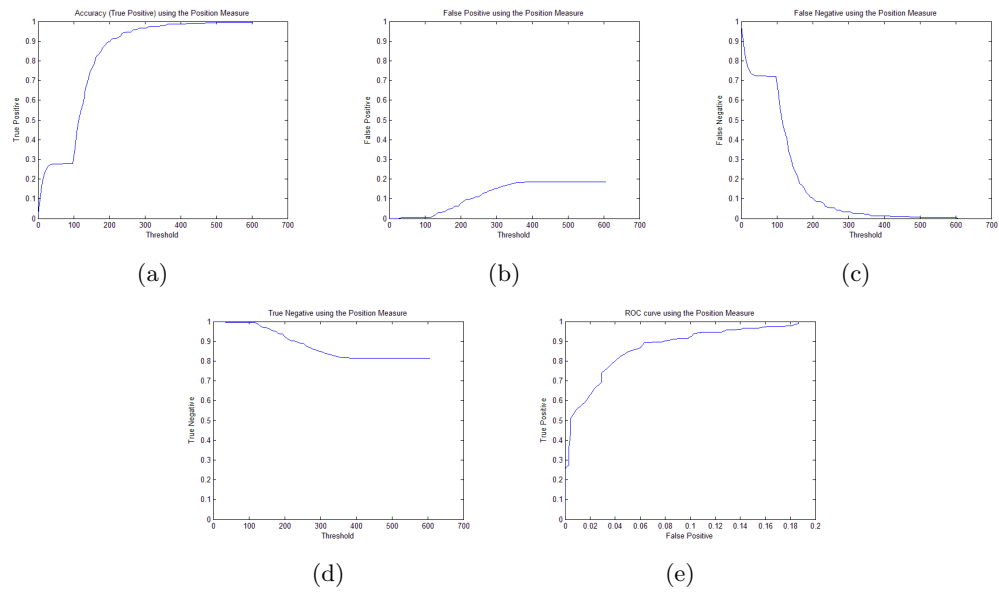 Accuracy (True Positive) using the Position Measure
True Positive
1
0.9
0.8
0.7
0.6
0.5
0.4
0.3
0.2
0.1
0
0 100 200 300 400 500 600 700
Threshold
(a)
False Positive using the Position Measure
False Positive
1
0.9
0.8
0.7
0.6
0.5
0.4
0.3
0.2
0.1
0
0 100 200 300 400 500 600 700
Threshold
(b)
False Negative using the Position Measure
False Negative
1
0.9
0.8
0.7
0.6
0.5
0.4
0.3
0.2
0.1
0
0 100 200 300 400 500 600 700
Threshold
(c)
True Negative using the Position Measure
True Negative
1
0.9
0.8
0.7
0.6
0.5
0.4
0.3
0.2
0.1
0
0 100 200 300 400 500 600 700
Threshold
(d)
ROC curve using the Position Measure
True Positive
1
0.9
0.8
0.7
0.6
0.5
0.4
0.3
0.2
0.1
0
0 0.02 0.04 0.06 0.08 0.1 0.12 0.14 0.16 0.18 0.2
False Positive
(e)